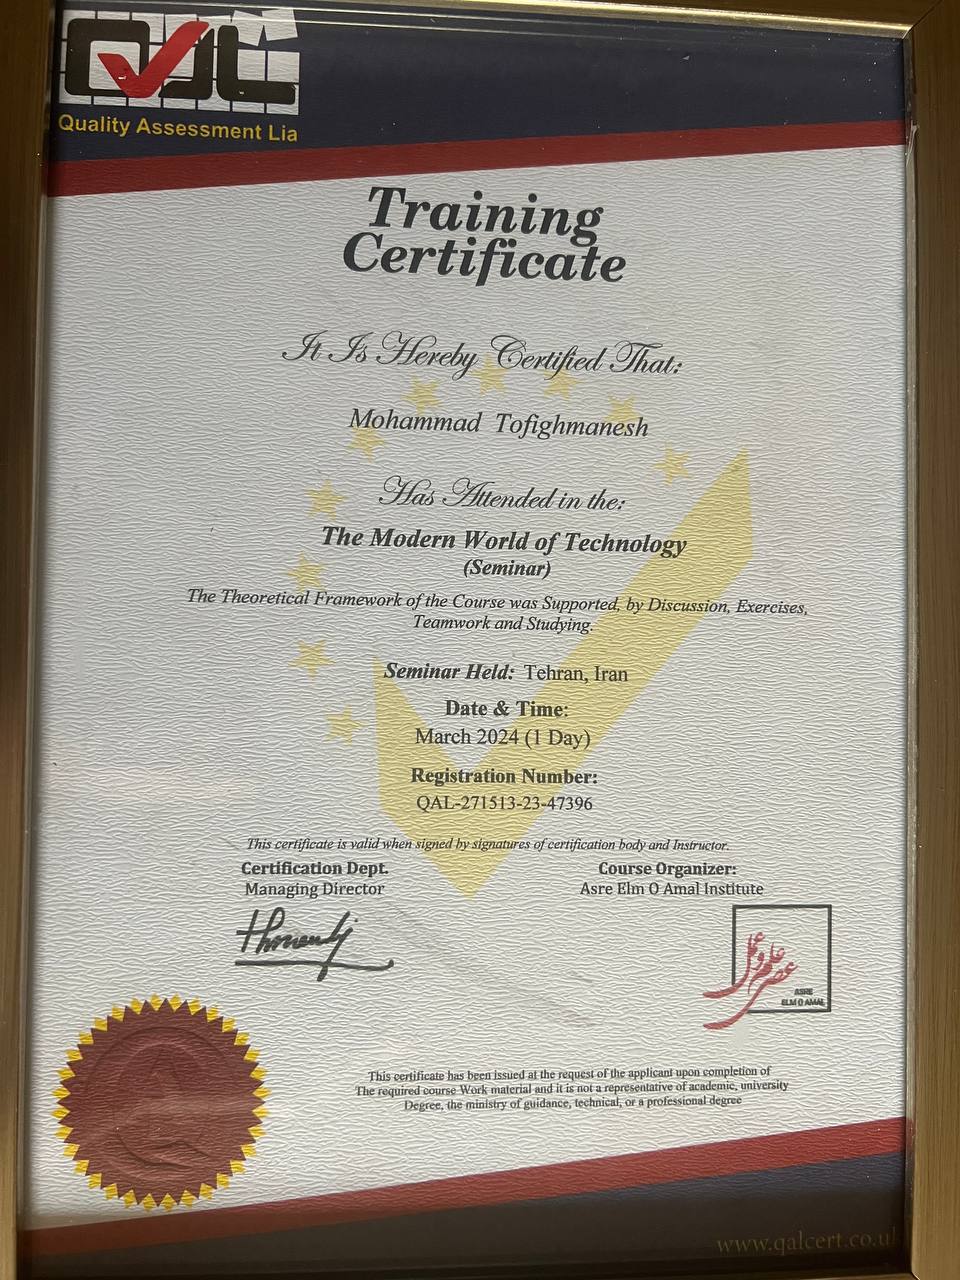 QAL
Quality Assessment Lia
Training
Certificate
It Is Hereby Certified That:
Mohammad Tofighmanesh
Has Attended in the:
The Modern World of Technology
(Seminar)
The Theoretical Framework of the Course was Supported, by Discussion, Exercises,
Teamwork and Studying.
Seminar Held: Tehran, Iran
Date & Time:
March 2024 (1 Day)
Registration Number:
QAL-271513-23-47396
This certificate is valid when signed by signatures of certification body and Instructor.
Certification Dept.
Managing Director
Course Organizer:
Asre Elm O Amal Institute
عصر علم و عمل
ASRE
ELM O AMAL
This certificate has been issued at the request of the applicant upon completion of
The required course Work material and it is not a representative of academic, university
Degree, the ministry of guidance, technical, or a professional degree
www.qalcert.co.uk